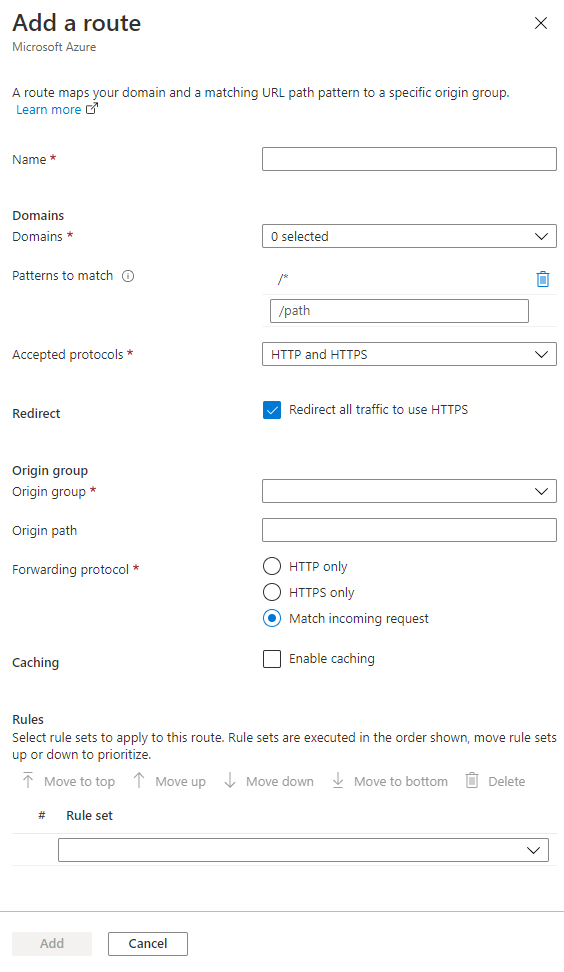 Add a route
Microsoft Azure
A route maps your domain and a matching URL path pattern to a specific origin group.
Learn more
Name *
Domains
Domains *
0 selected
Patterns to match
/*
/path
Accepted protocols *
HTTP and HTTPS
Redirect
Redirect all traffic to use HTTPS
Origin group
Origin group *
Origin path
Forwarding protocol *
HTTP only
HTTPS only
Match incoming request
Caching
Enable caching
Rules
Select rule sets to apply to this route. Rule sets are executed in the order shown, move rule sets
up or down to prioritize.
Move to top Move up Move down Move to bottom Delete
# Rule set
Add Cancel